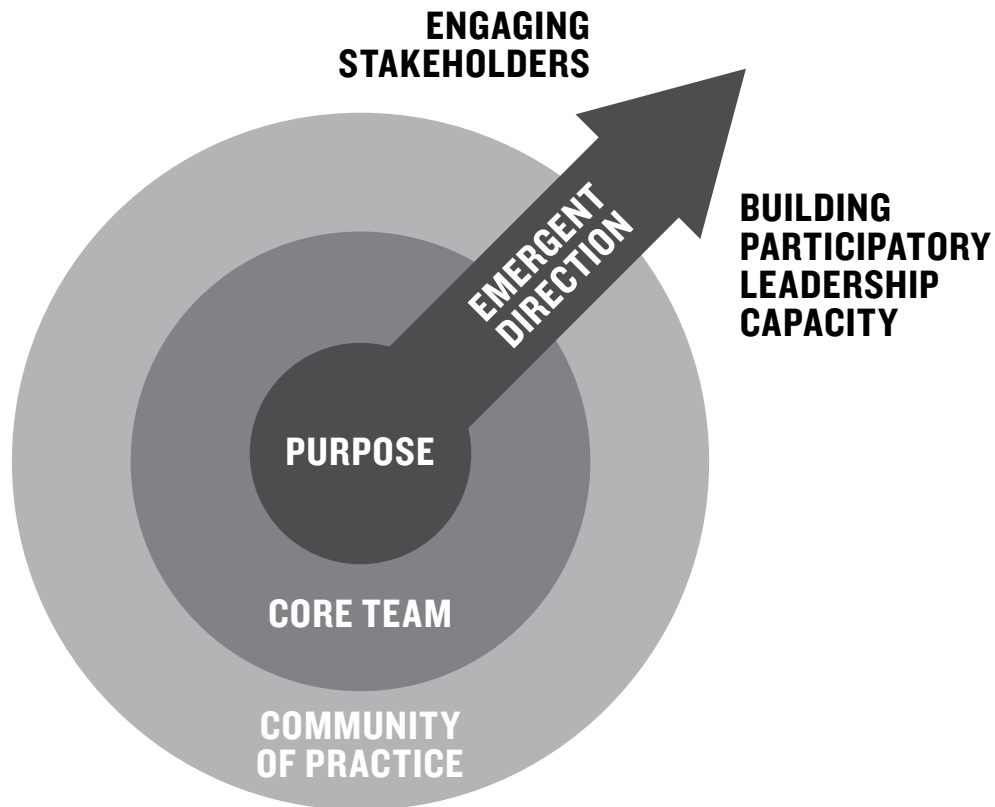 ENGAGING
STAKEHOLDERS
EMERGENT
DIRECTION
BUILDING
PARTICIPATORY
LEADERSHIP
CAPACITY
PURPOSE
CORE TEAM
COMMUNITY
OF PRACTICE